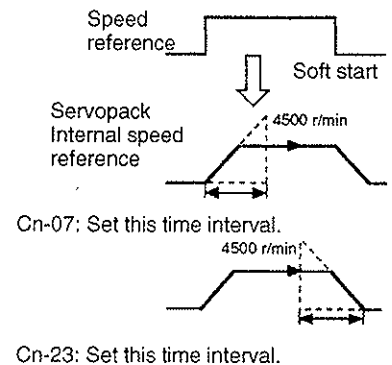 Speed
reference
Soft start
Servopack
Internal speed
reference
4500 r/min
Cn-07: Set this time interval.
4500 r/min
Cn-23: Set this time interval.